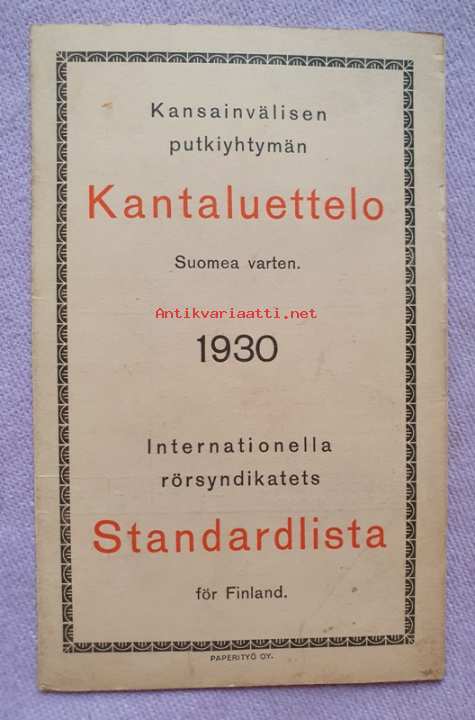 Kansainvälisen
putkiyhtymän
Kantaluettelo
Suomea varten.
Antikvariaatti.net
1930
Internationella
rörsyndikatets
Standardlista
för Finland.
PAPERITYÖ OY.